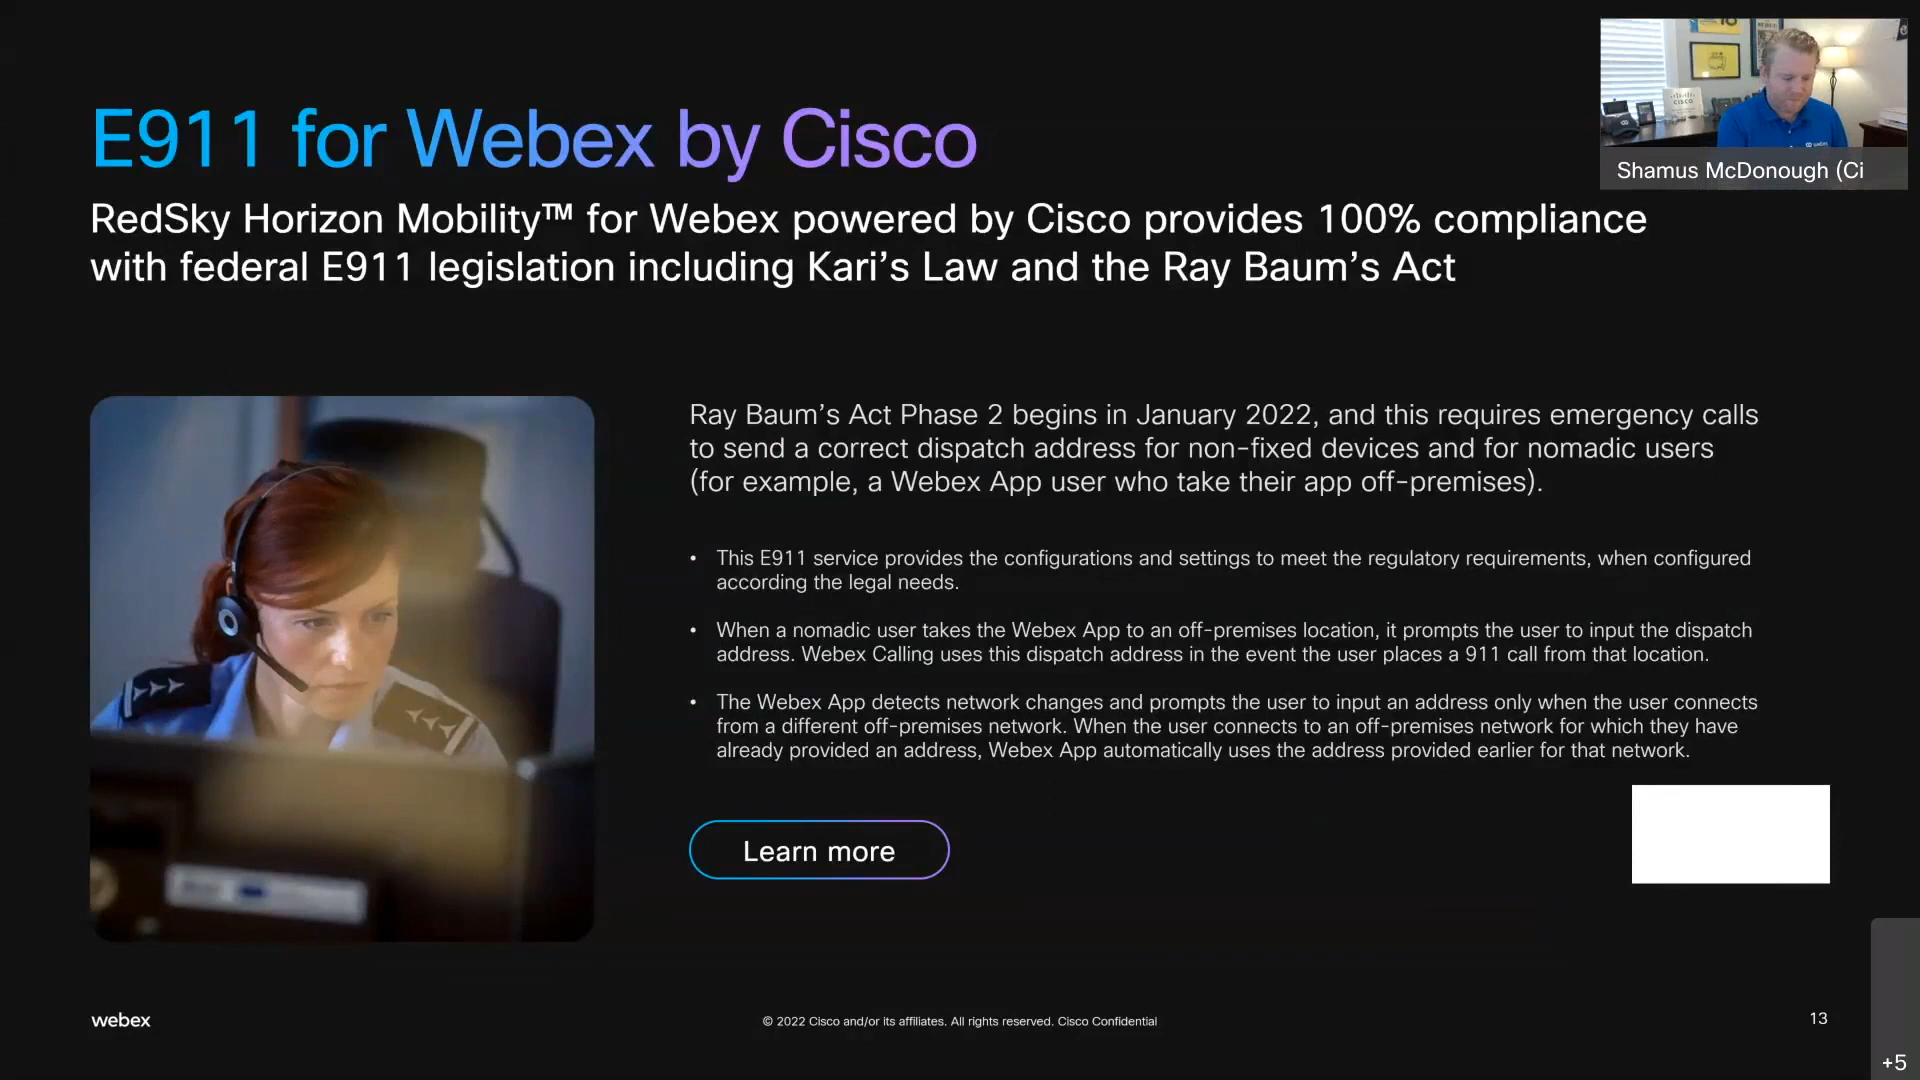 E911 for Webex by Cisco
RedSky Horizon Mobility™ for Webex powered by Cisco provides 100% compliance
with federal E911 legislation including Kari's Law and the Ray Baum's Act
Shamus McDonough (Ci
Ray Baum's Act Phase 2 begins in January 2022, and this requires emergency calls
to send a correct dispatch address for non-fixed devices and for nomadic users
(for example, a Webex App user who take their app off-premises).
• This E911 service provides the configurations and settings to meet the regulatory requirements, when configured
according the legal needs.
• When a nomadic user takes the Webex App to an off-premises location, it prompts the user to input the dispatch
address. Webex Calling uses this dispatch address in the event the user places a 911 call from that location.
• The Webex App detects network changes and prompts the user to input an address only when the user connects
from a different off-premises network. When the user connects to an off-premises network for which they have
already provided an address, Webex App automatically uses the address provided earlier for that network.
Learn more
webex
© 2022 Cisco and/or its affiliates. All rights reserved. Cisco Confidential
13
+5